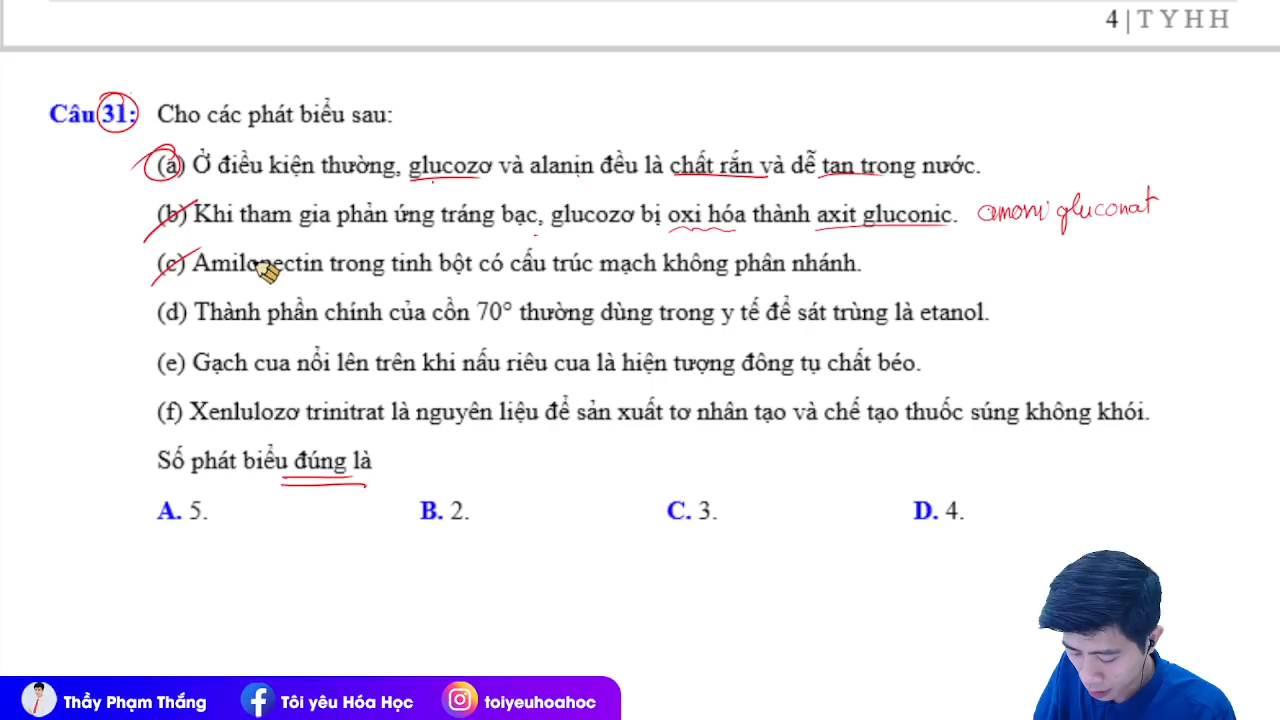 4 | T Y H H
Câu 31: Cho các phát biểu sau:
(a) Ở điều kiện thường, glucozơ và alanin đều là chất rắn và dễ tan trong nước.
(b) Khi tham gia phản ứng tráng bạc, glucozơ bị oxi hóa thành axit gluconic. amoni gluconat
(c) Amilopectin trong tinh bột có cấu trúc mạch không phân nhánh.
(d) Thành phần chính của cồn 70° thường dùng trong y tế để sát trùng là etanol.
(e) Gạch cua nổi lên trên khi nấu riêu cua là hiện tượng đông tụ chất béo.
(f) Xenlulozơ trinitrat là nguyên liệu để sản xuất tơ nhân tạo và chế tạo thuốc súng không khói.
Số phát biểu đúng là
A. 5. B. 2. C. 3. D. 4.
Thầy Phạm Thắng Tôi yêu Hóa Học toiyeuhoahoc